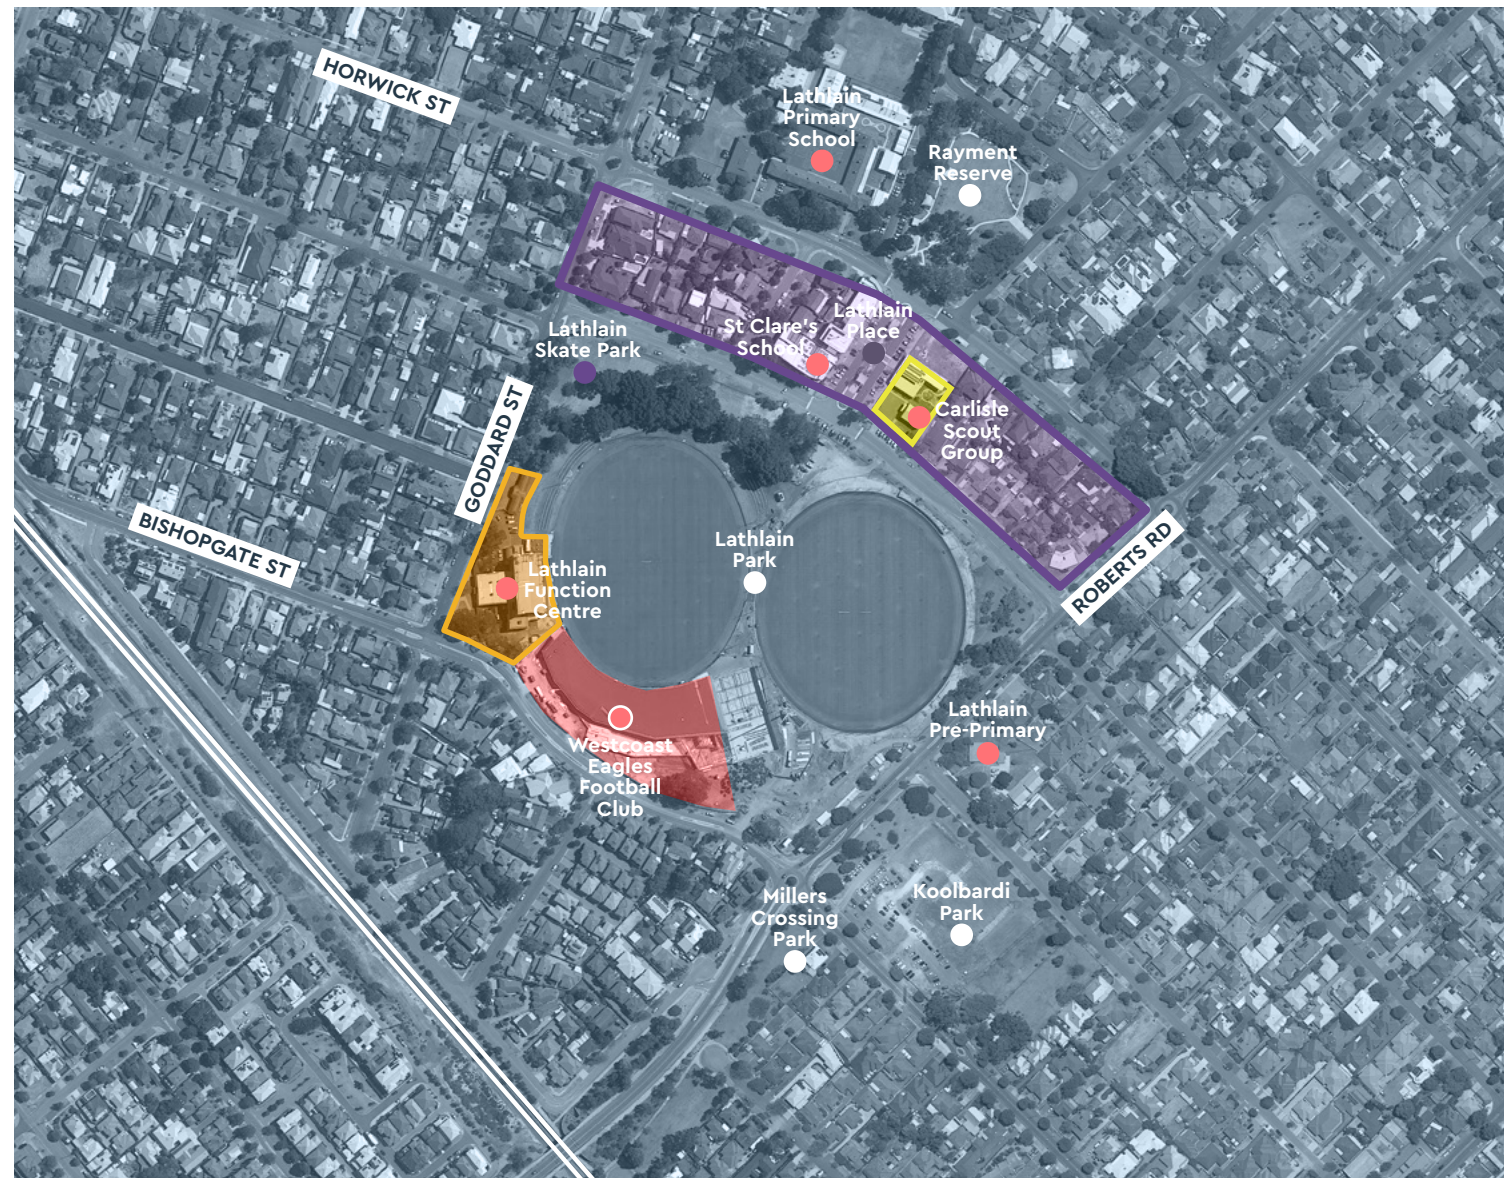 HORWICK ST
Lathlain
Primary
School
Rayment
Reserve
Lathlain
Place
St Clare's
School
Lathlain
Skate Park
GODDARD ST
Carlisle
Scout
Group
BISHOPGATE ST
ROBERTS RD
Lathlain
Park
Lathlain
Function
Centre
Lathlain
Pre-Primary
Westcoast
Eagles
Football
Club
Millers
Crossing
Park
Koolbardi
Park